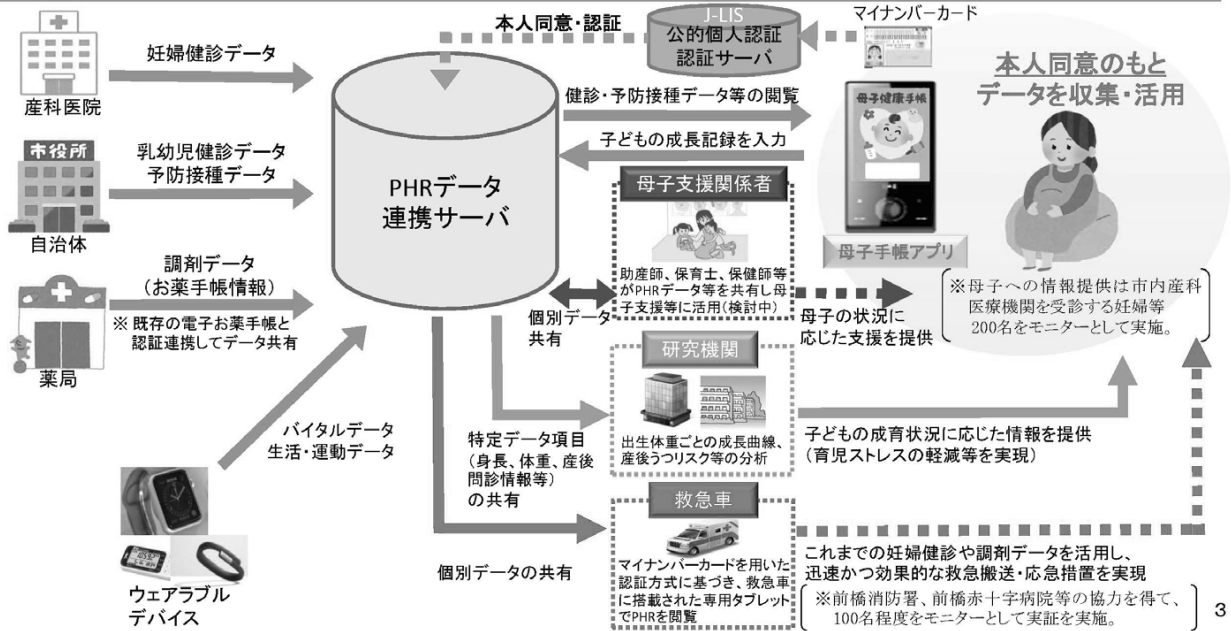 本人同意・認証
J-LIS
公的個人認証
認証サーバ
マイナンバーカード
妊婦健診データ
産科医院
本人同意のもと
データを収集・活用
健診・予防接種データ等の閲覧
母子健康手帳
子どもの成長記録を入力
市役所
乳幼児健診データ
予防接種データ
自治体
PHRデータ
連携サーバ
母子支援関係者
助産師、保育士、保健師等
がPHRデータ等を共有し母
子支援等に活用(検討中)
母子手帳アプリ
調剤データ
(お薬手帳情報)
※既存の電子お薬手帳と
認証連携してデータ共有
薬局
個別データ
共有
母子の状況に
応じた支援を提供
※母子への情報提供は市内産科
医療機関を受診する妊婦等
200名をモニターとして実施。
研究機関
出生体重ごとの成長曲線、
産後うつリスク等の分析
バイタルデータ
生活・運動データ
特定データ項目
(身長、体重、産後
問診情報等)
の共有
子どもの成育状況に応じた情報を提供
(育児ストレスの軽減等を実現)
救急車
マイナンバーカードを用いた
認証方式に基づき、救急車
に搭載された専用タブレット
でPHRを閲覧
個別データの共有
これまでの妊婦健診や調剤データを活用し、
迅速かつ効果的な救急搬送・応急措置を実現
※前橋消防署、前橋赤十字病院等の協力を得て、
100名程度をモニターとして実証を実施。
ウェアラブル
デバイス
3